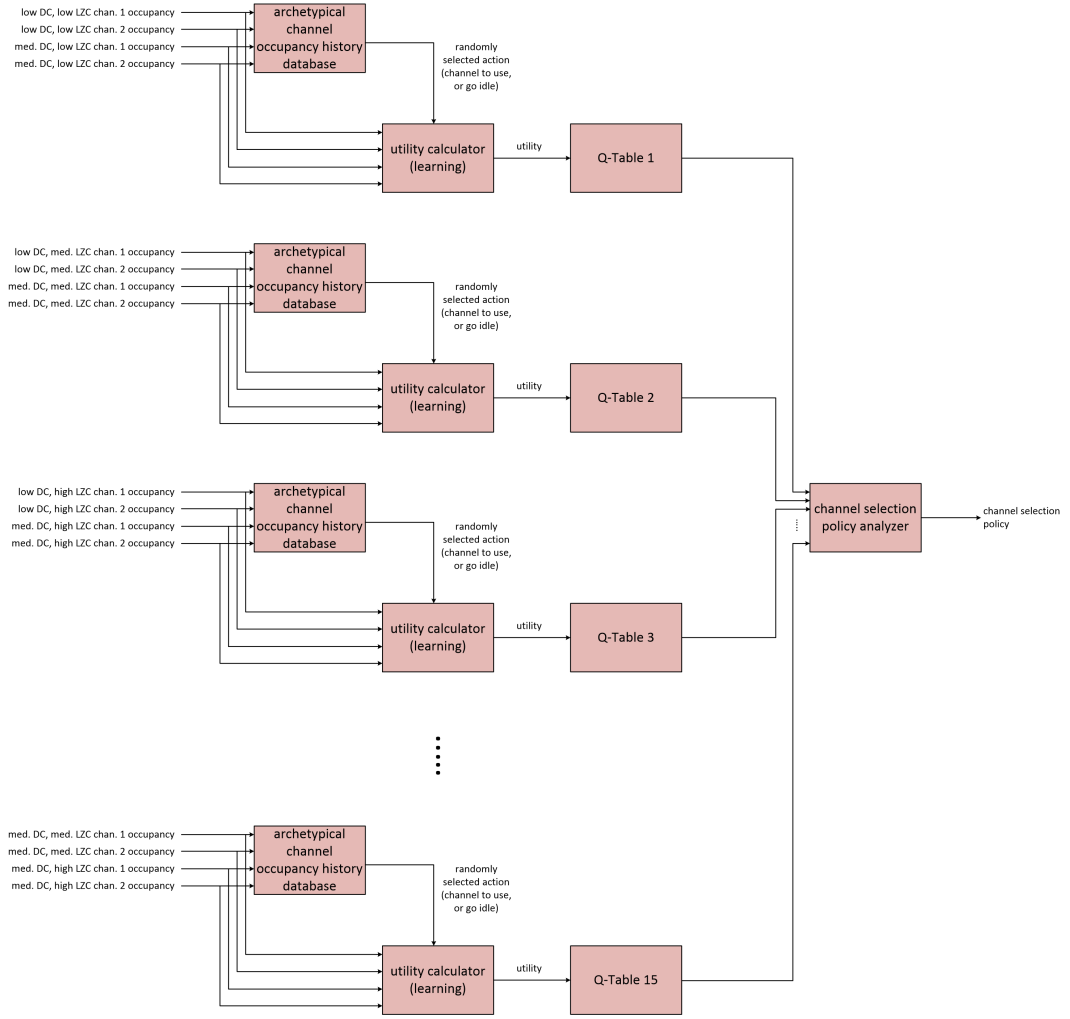 low DC, low LZC chan. 1 occupancy
low DC, low LZC chan. 2 occupancy
med. DC, low LZC chan. 1 occupancy
med. DC, low LZC chan. 2 occupancy
archetypical
channel
occupancy history
database
randomly
selected action
(channel to use,
or go idle)
utility calculator
(learning)
utility
Q-Table 1
low DC, med. LZC chan. 1 occupancy
low DC, med. LZC chan. 2 occupancy
med. DC, med. LZC chan. 1 occupancy
med. DC, med. LZC chan. 2 occupancy
archetypical
channel
occupancy history
database
randomly
selected action
(channel to use,
or go idle)
utility calculator
(learning)
utility
Q-Table 2
low DC, high LZC chan. 1 occupancy
low DC, high LZC chan. 2 occupancy
med. DC, high LZC chan. 1 occupancy
med. DC, high LZC chan. 2 occupancy
archetypical
channel
occupancy history
database
randomly
selected action
(channel to use,
or go idle)
utility calculator
(learning)
utility
Q-Table 3
channel selection
policy analyzer
channel selection
policy
med. DC, med. LZC chan. 1 occupancy
med. DC, med. LZC chan. 2 occupancy
med. DC, high LZC chan. 1 occupancy
med. DC, high LZC chan. 2 occupancy
archetypical
channel
occupancy history
database
randomly
selected action
(channel to use,
or go idle)
utility calculator
(learning)
utility
Q-Table 15